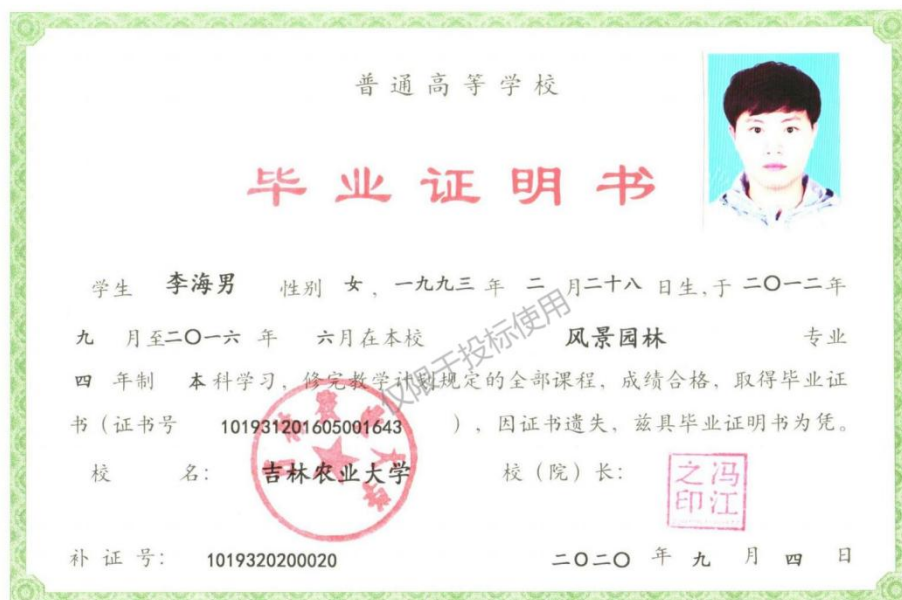 普通高等学校
毕业证明书
学生 李海男 性别 女，一九九三 年 二 月二十八 日生，于 二〇一二年
九 月至二〇一六 年 六月在本校 风景园林 专业
四 年制 本科学习，修完教学计划规定的全部课程，成绩合格，取得毕业证
书（证书号 101931201605001643 ），因证书遗失，兹具毕业证明书为凭。
校 名： 吉林农业大学 校（院）长：
冯江之印
补 证 号： 1019320200020 二〇二〇 年 九 月 四 日
仅限于投标使用
吉林农业大学